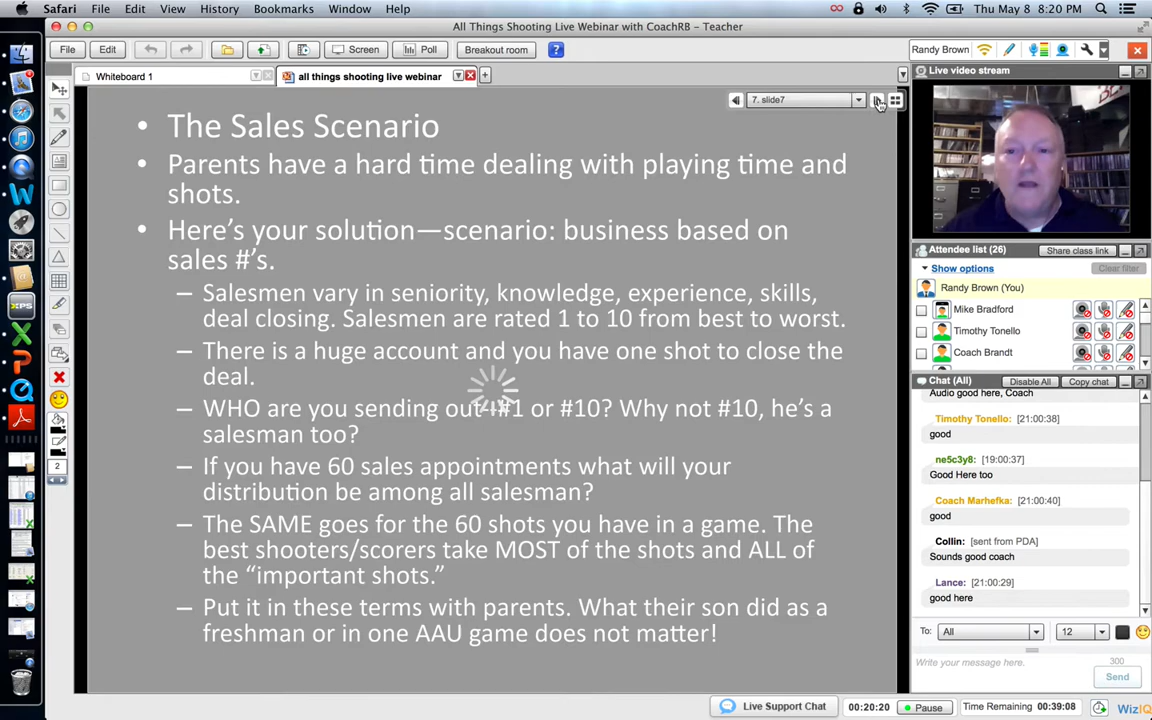 Safari File Edit View History Bookmarks Window Help Thu May 8 8:20 PM
All Things Shooting Live Webinar with CoachRB - Teacher
File Edit Screen Poll Breakout room ? Randy Brown
Whiteboard 1 all things shooting live webinar
7. slide7
• The Sales Scenario
• Parents have a hard time dealing with playing time and
shots.
• Here's your solution—scenario: business based on
sales #'s.
– Salesmen vary in seniority, knowledge, experience, skills,
deal closing. Salesmen are rated 1 to 10 from best to worst.
– There is a huge account and you have one shot to close the
deal.
– WHO are you sending out—#1 or #10? Why not #10, he's a
salesman too?
– If you have 60 sales appointments what will your
distribution be among all salesman?
– The SAME goes for the 60 shots you have in a game. The
best shooters/scorers take MOST of the shots and ALL of
the “important shots.”
– Put it in these terms with parents. What their son did as a
freshman or in one AAU game does not matter!
2
Live video stream
Attendee list (26) Share class link
Show options Clear filter
Randy Brown (You)
Mike Bradford
Timothy Tonello
Coach Brandt
Chat (All) Disable All Copy chat
Audio good here, Coach
Timothy Tonello: [21:00:38]
good
ne5c3y8: [19:00:37]
Good Here too
Coach Marhefka: [21:00:40]
good
Collin: [sent from PDA]
Sounds good coach
Lance: [21:00:29]
good here
To: All 12
Write your message here. 300
Send
Live Support Chat 00:20:20 Pause Time Remaining 00:39:08 WizIQ